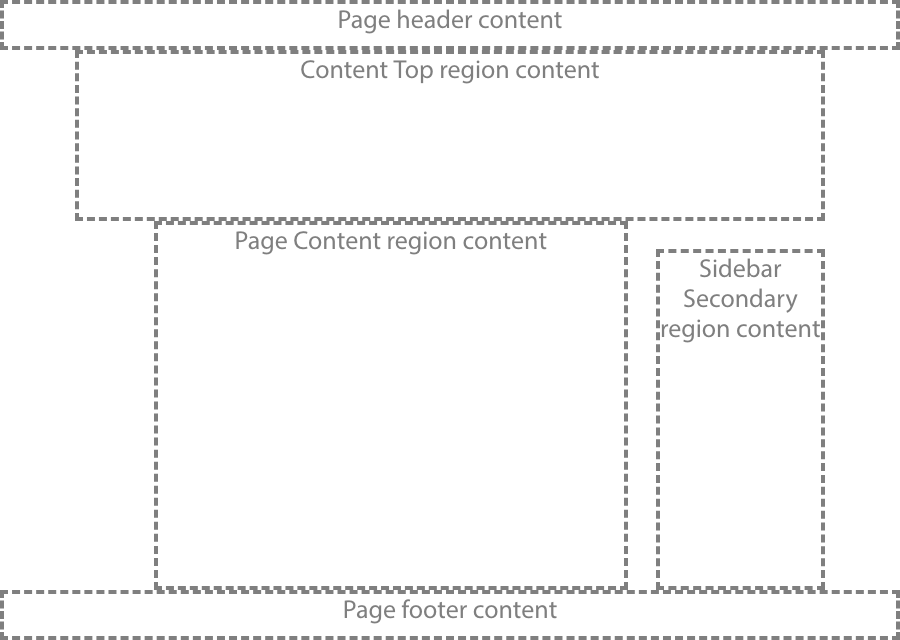 Page header content
Content Top region content
Page Content region content
Sidebar
Secondary
region content
Page footer content